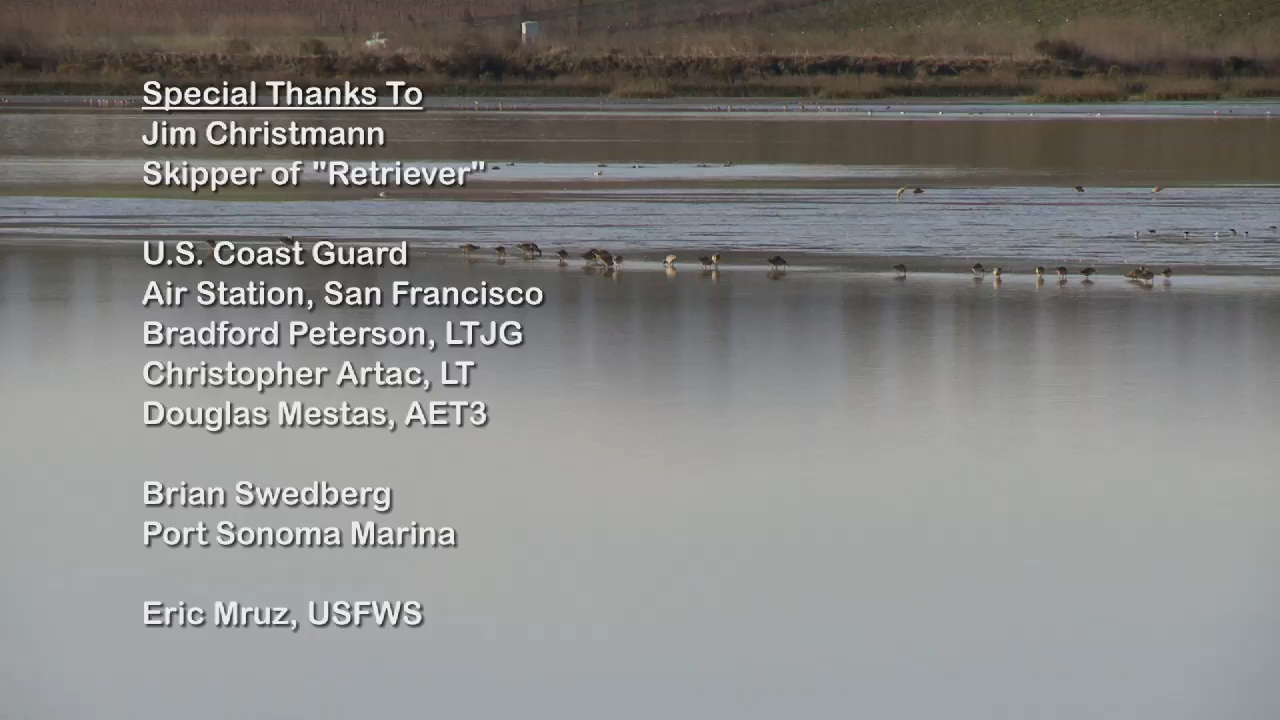 Special Thanks To
Jim Christmann
Skipper of "Retriever"
U.S. Coast Guard
Air Station, San Francisco
Bradford Peterson, LTJG
Christopher Artac, LT
Douglas Mestas, AET3
Brian Swedberg
Port Sonoma Marina
Eric Mruz, USFWS